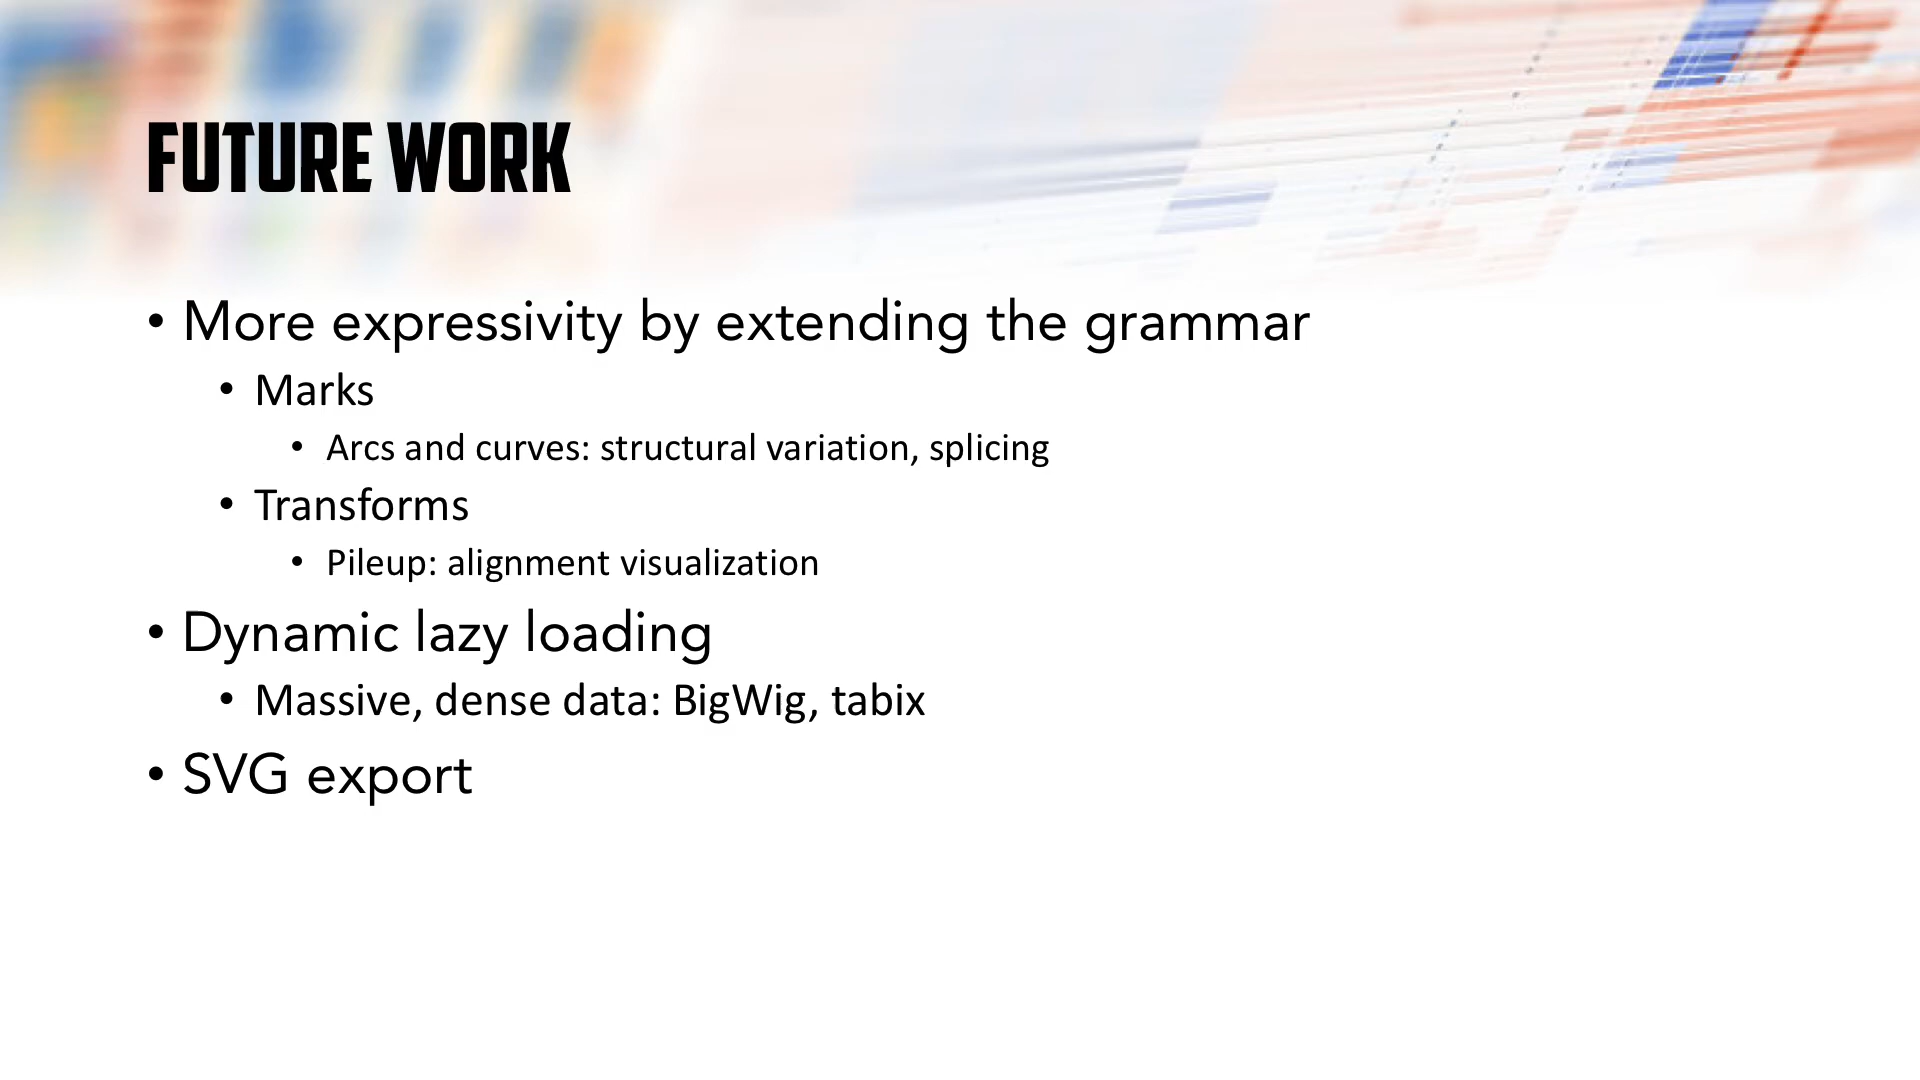 FUTURE WORK
• More expressivity by extending the grammar
• Marks
• Arcs and curves: structural variation, splicing
• Transforms
• Pileup: alignment visualization
• Dynamic lazy loading
• Massive, dense data: BigWig, tabix
• SVG export